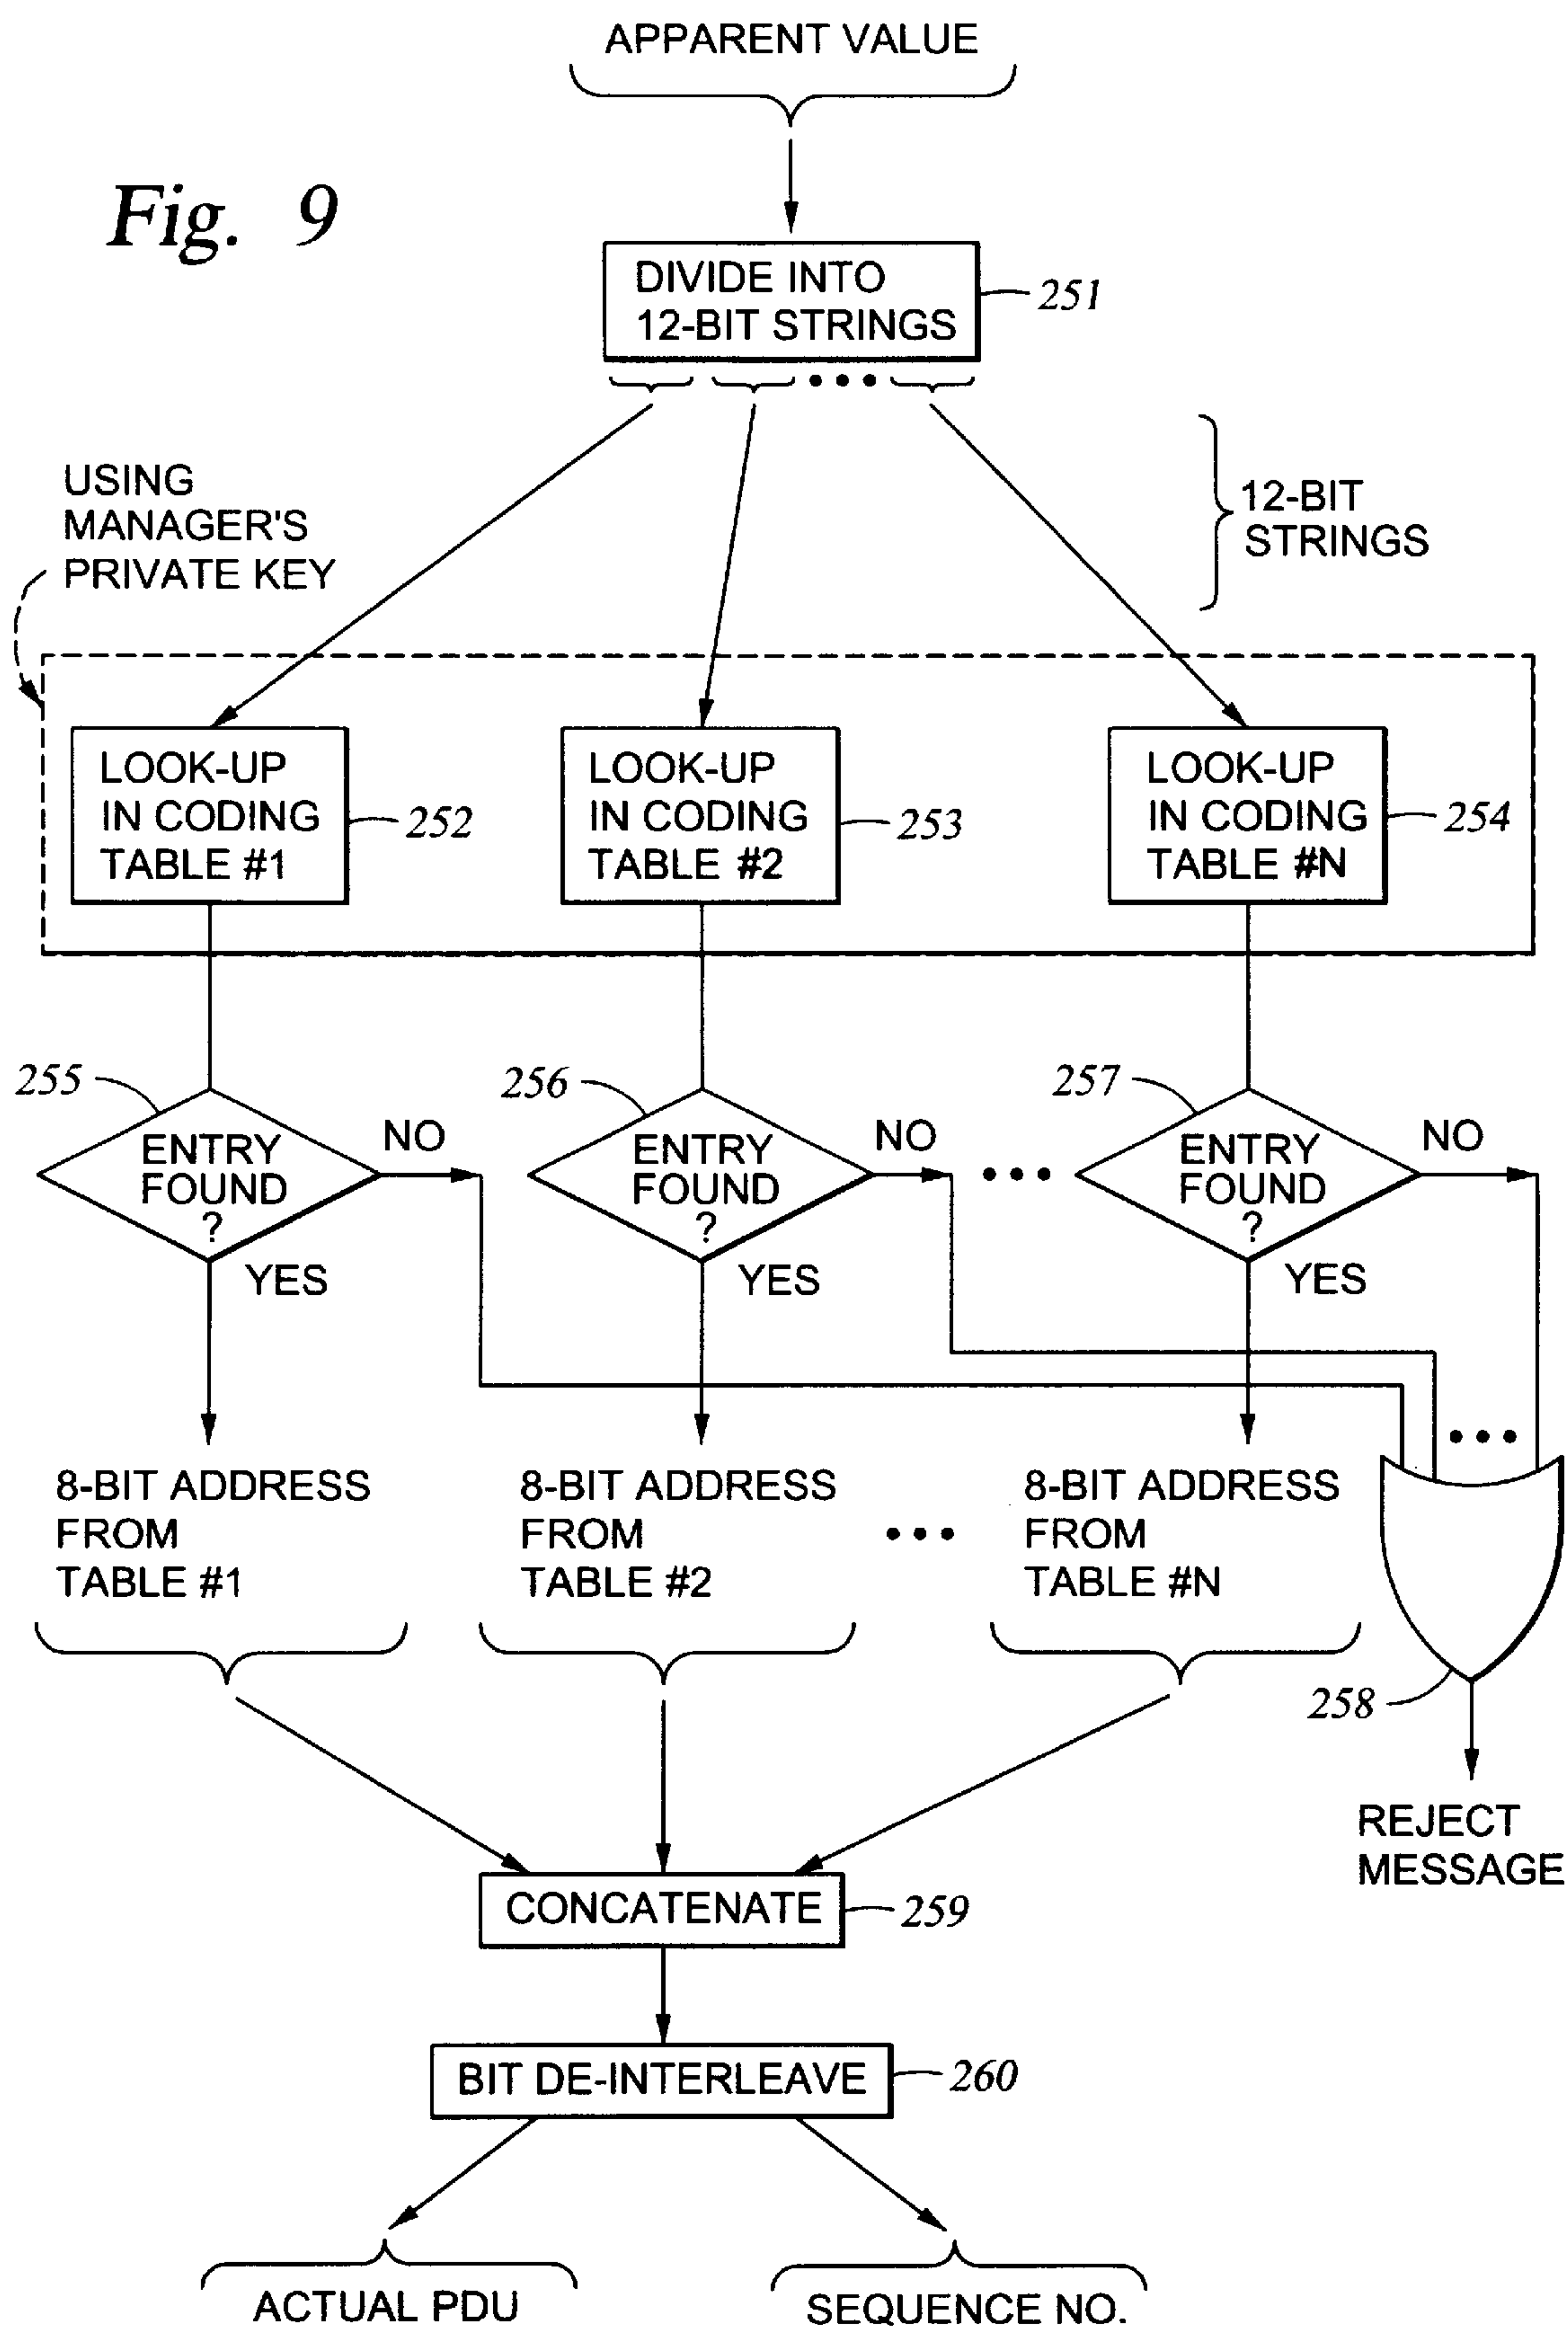 APPARENT VALUE
Fig. 9
DIVIDE INTO
12-BIT STRINGS
251
USING
MANAGER'S
PRIVATE KEY
12-BIT
STRINGS
LOOK-UP
IN CODING
TABLE #1
252
LOOK-UP
IN CODING
TABLE #2
253
LOOK-UP
IN CODING
TABLE #N
254
255
ENTRY
FOUND
?
NO
YES
256
ENTRY
FOUND
?
NO
YES
257
ENTRY
FOUND
?
NO
YES
8-BIT ADDRESS
FROM
TABLE #1
8-BIT ADDRESS
FROM
TABLE #2
8-BIT ADDRESS
FROM
TABLE #N
258
REJECT
MESSAGE
CONCATENATE
259
BIT DE-INTERLEAVE
260
ACTUAL PDU
SEQUENCE NO.